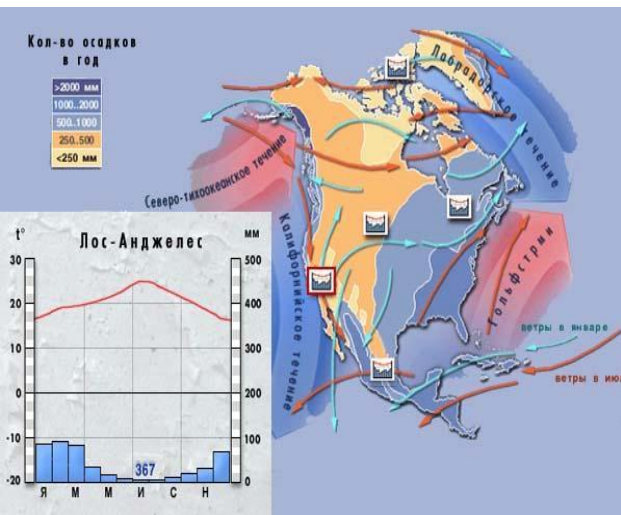 Кол-во осадков
в год
>2000 мм
1000..2000
500..1000
250..500
<250 мм
Лабрадорское течение
Северо-тихоокеанское течение
Калифорнийское течение
Гольфстрим
ветры в январе
ветры в ию
t°
Лос-Анджелес
мм
30
20
10
0
-10
-20
500
400
300
200
100
0
367
Я М М И С Н